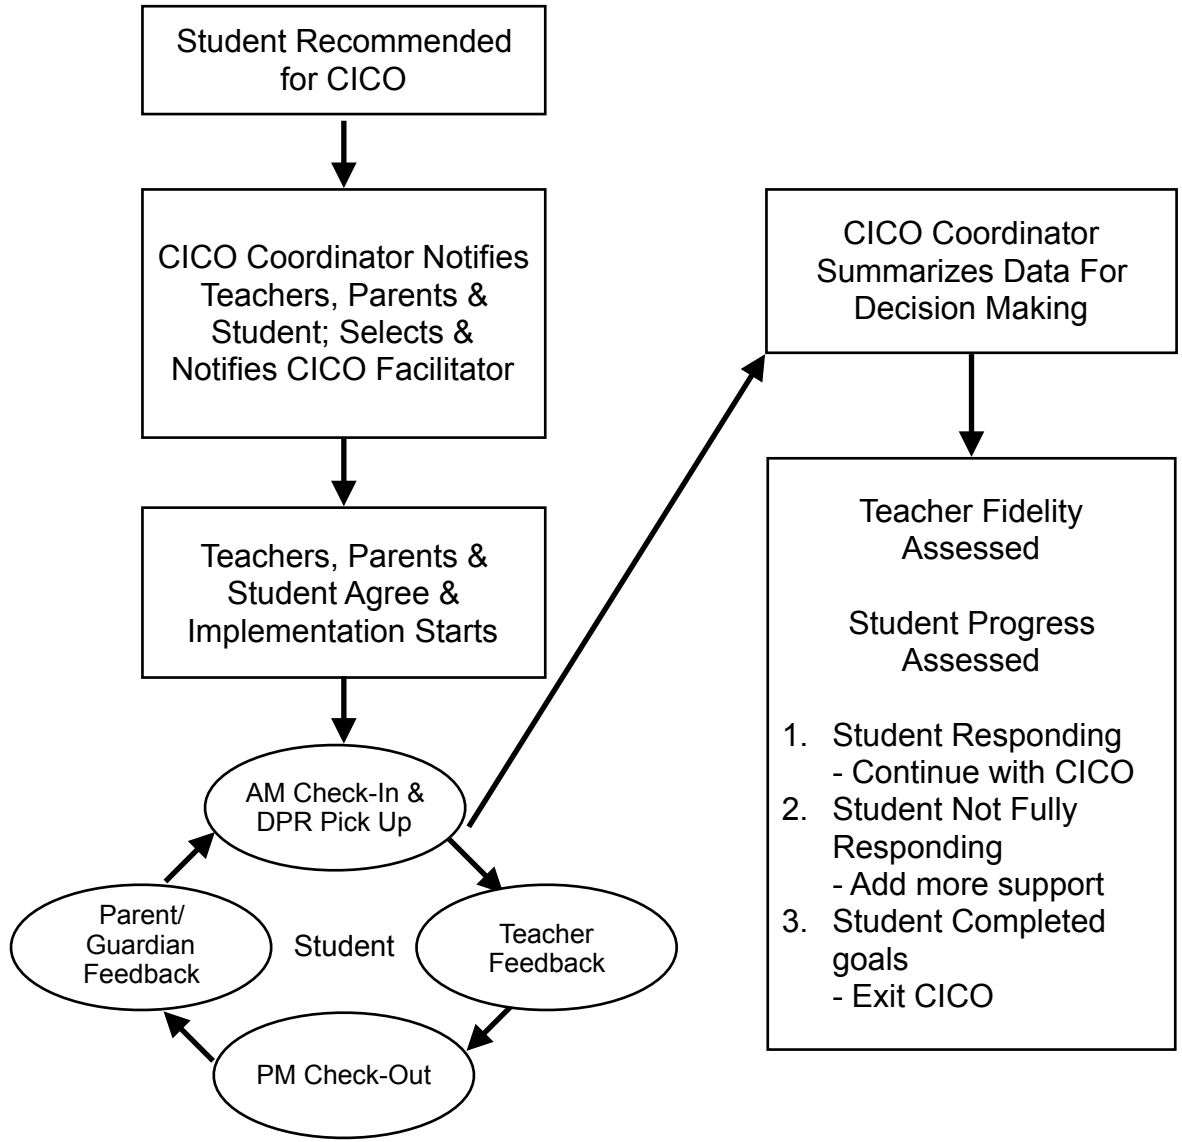 Student Recommended
for CICO
CICO Coordinator Notifies
Teachers, Parents &
Student; Selects &
Notifies CICO Facilitator
Teachers, Parents &
Student Agree &
Implementation Starts
AM Check-In &
DPR Pick Up
Teacher
Feedback
PM Check-Out
Parent/
Guardian
Feedback
Student
CICO Coordinator
Summarizes Data For
Decision Making
Teacher Fidelity
Assessed
Student Progress
Assessed
1. Student Responding
- Continue with CICO
2. Student Not Fully
Responding
- Add more support
3. Student Completed
goals
- Exit CICO